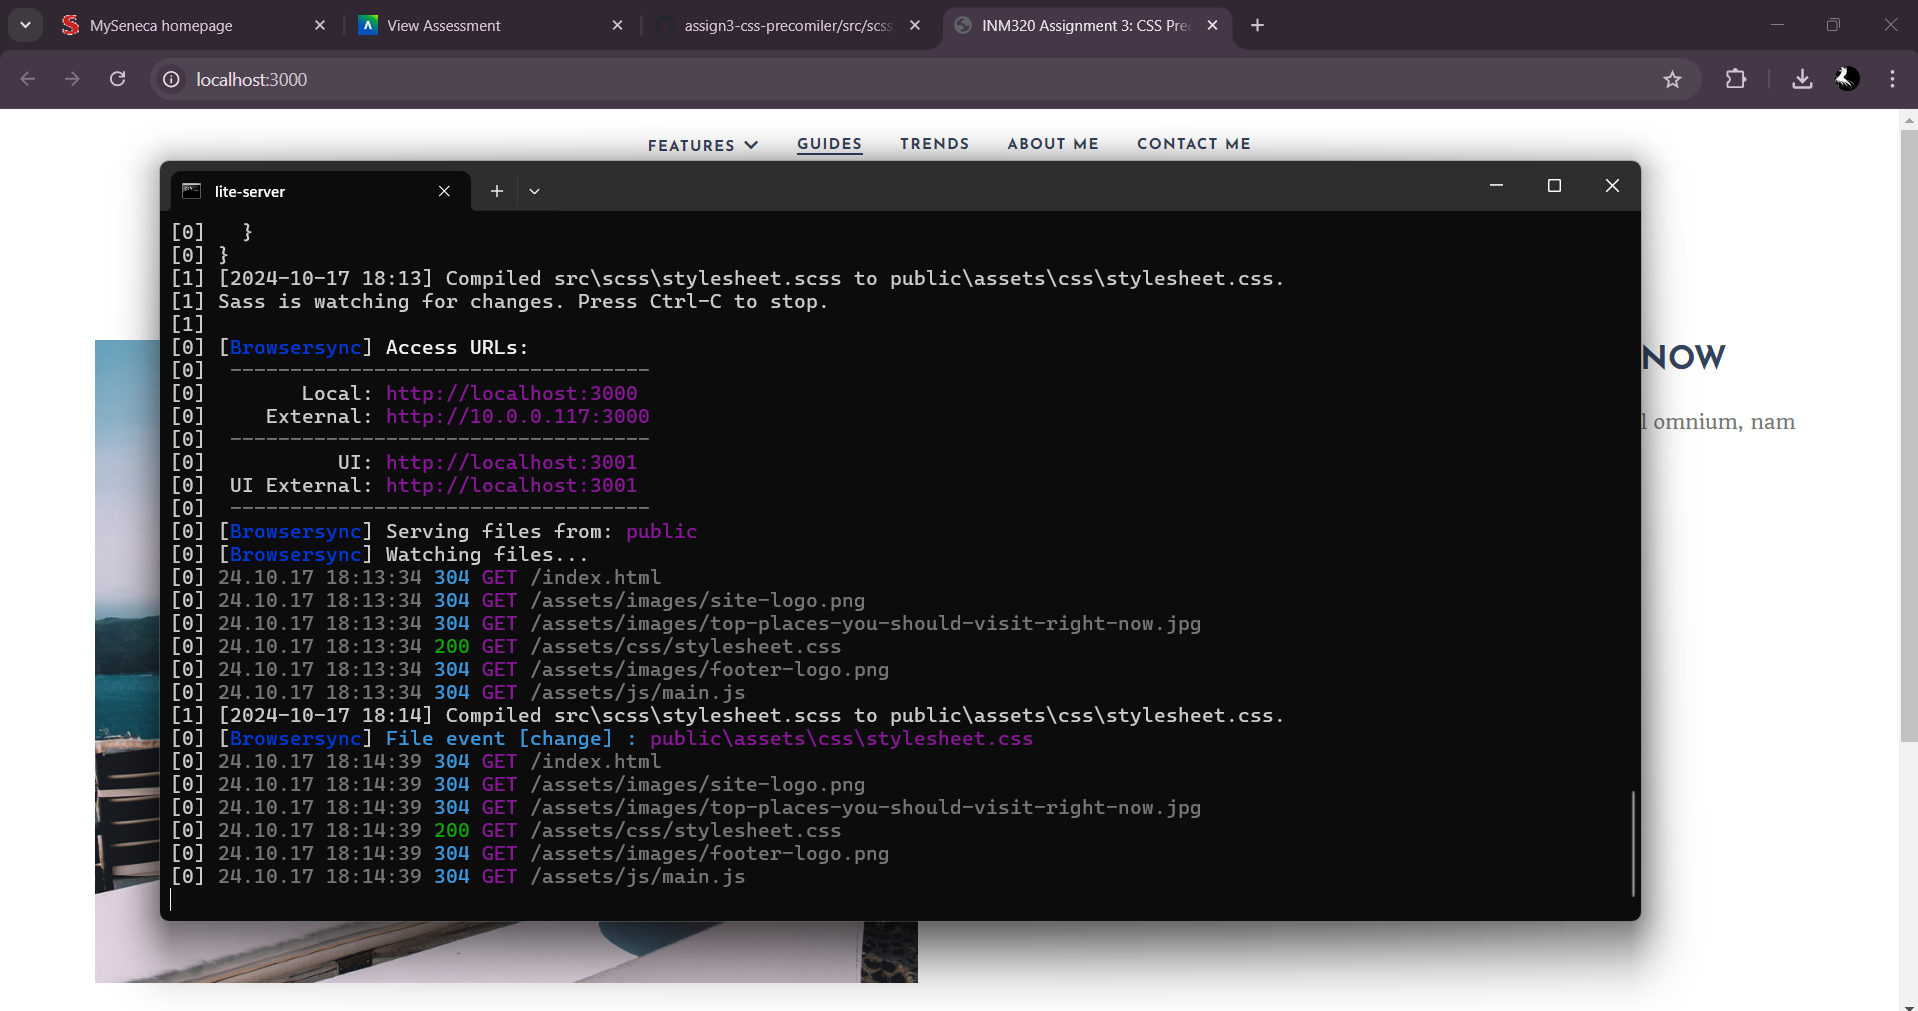 MySeneca homepage
View Assessment
assign3-css-precomiler/src/scss
INM320 Assignment 3: CSS Pre
localhost:3000
FEATURES
GUIDES
TRENDS
ABOUT ME
CONTACT ME
lite-server
[0]   }
[0] }
[1] [2024-10-17 18:13] Compiled src\scss\stylesheet.scss to public\assets\css\stylesheet.css.
[1] Sass is watching for changes. Press Ctrl-C to stop.
[1]
[0] [Browsersync] Access URLs:
[0]  -----------------------------------
[0]        Local: http://localhost:3000
[0]     External: http://10.0.0.117:3000
[0]  -----------------------------------
[0]           UI: http://localhost:3001
[0]  UI External: http://localhost:3001
[0]  -----------------------------------
[0] [Browsersync] Serving files from: public
[0] [Browsersync] Watching files...
[0] 24.10.17 18:13:34 304 GET /index.html
[0] 24.10.17 18:13:34 304 GET /assets/images/site-logo.png
[0] 24.10.17 18:13:34 304 GET /assets/images/top-places-you-should-visit-right-now.jpg
[0] 24.10.17 18:13:34 200 GET /assets/css/stylesheet.css
[0] 24.10.17 18:13:34 304 GET /assets/images/footer-logo.png
[0] 24.10.17 18:13:34 304 GET /assets/js/main.js
[1] [2024-10-17 18:14] Compiled src\scss\stylesheet.scss to public\assets\css\stylesheet.css.
[0] [Browsersync] File event [change] : public\assets\css\stylesheet.css
[0] 24.10.17 18:14:39 304 GET /index.html
[0] 24.10.17 18:14:39 304 GET /assets/images/site-logo.png
[0] 24.10.17 18:14:39 304 GET /assets/images/top-places-you-should-visit-right-now.jpg
[0] 24.10.17 18:14:39 200 GET /assets/css/stylesheet.css
[0] 24.10.17 18:14:39 304 GET /assets/images/footer-logo.png
[0] 24.10.17 18:14:39 304 GET /assets/js/main.js
NOW
l omnium, nam